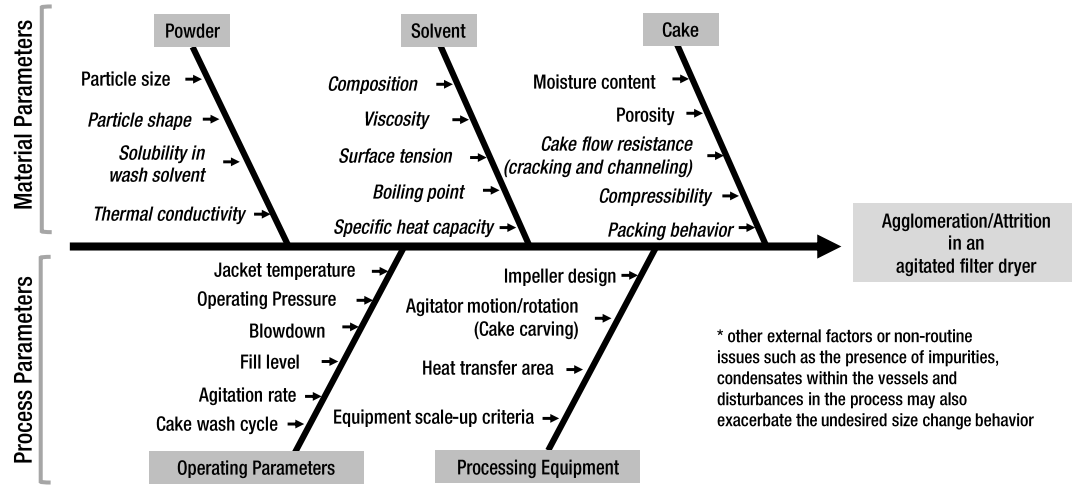 Material Parameters
Powder
Particle size
Particle shape
Solubility in
wash solvent
Thermal conductivity
Solvent
Composition
Viscosity
Surface tension
Boiling point
Specific heat capacity
Cake
Moisture content
Porosity
Cake flow resistance
(cracking and channeling)
Compressibility
Packing behavior
Agglomeration/Attrition
in an
agitated filter dryer
Process Parameters
Jacket temperature
Operating Pressure
Blowdown
Fill level
Agitation rate
Cake wash cycle
Operating Parameters
Impeller design
Agitator motion/rotation
(Cake carving)
Heat transfer area
Equipment scale-up criteria
Processing Equipment
* other external factors or non-routine
issues such as the presence of impurities,
condensates within the vessels and
disturbances in the process may also
exacerbate the undesired size change behavior